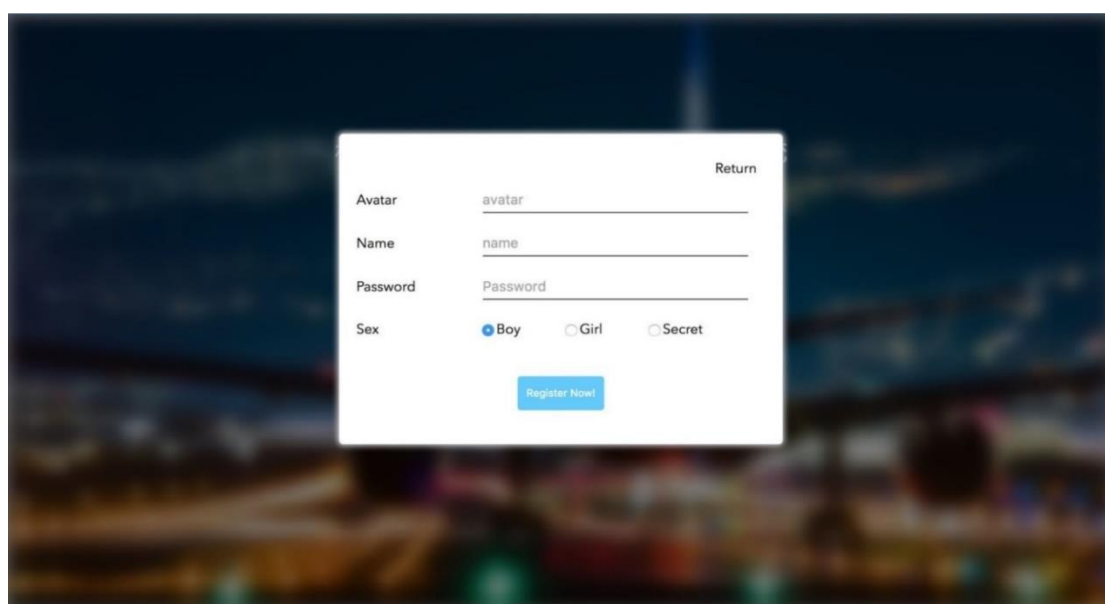 Return
Avatar avatar
Name name
Password Password
Sex Boy Girl Secret
Register Now!